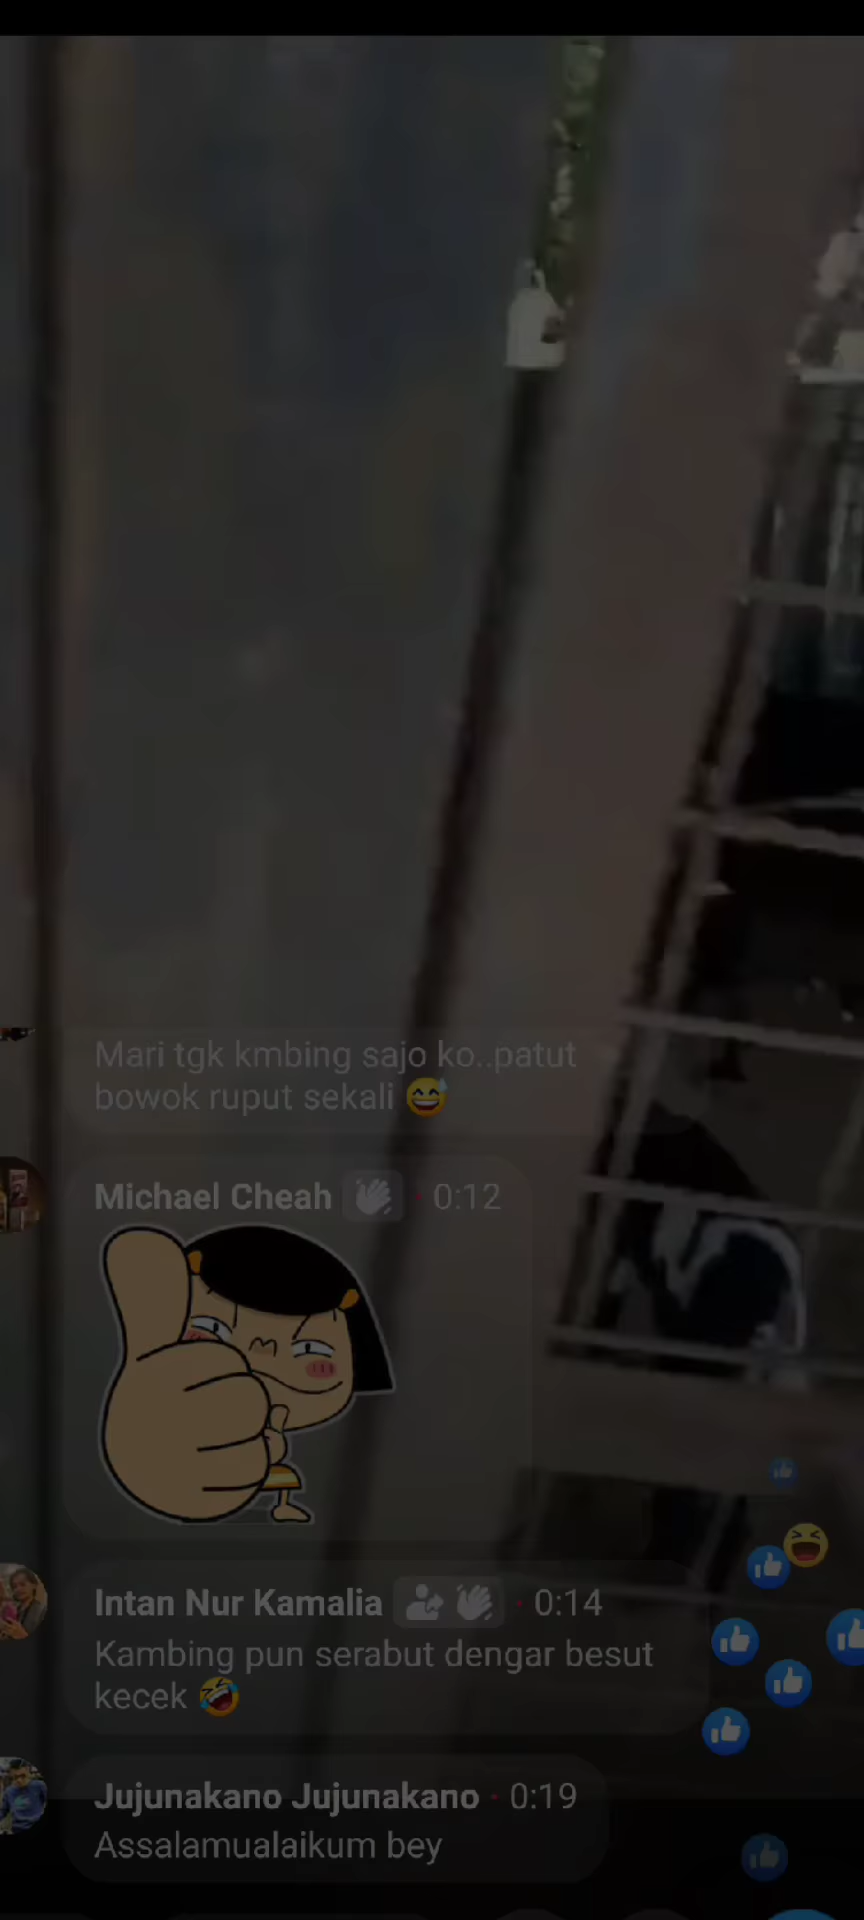 Mari tgk kmbing sajo ko..patut
bowok ruput sekali 😅
Michael Cheah · 0:12
Intan Nur Kamalia · 0:14
Kambing pun serabut dengar besut
kecek 🤣
Jujunakano Jujunakano · 0:19
Assalamualaikum bey